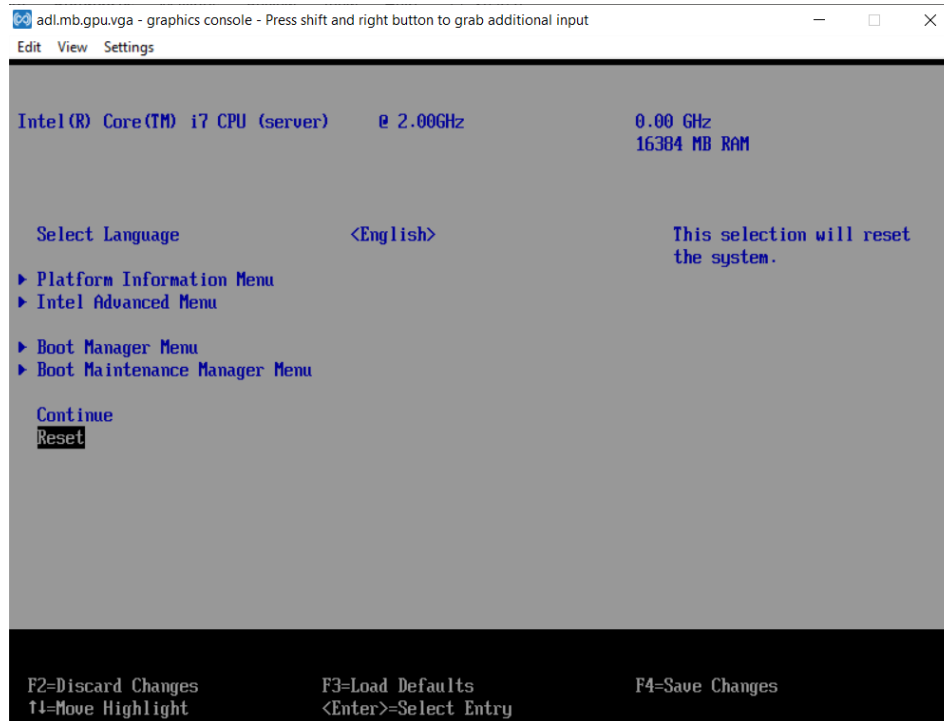 adl.mb.gpu.vga - graphics console - Press shift and right button to grab additional input
Edit View Settings
Intel(R) Core(TM) i7 CPU (server) @ 2.00GHz 0.00 GHz
16384 MB RAM
Select Language <English> This selection will reset
the system.
Platform Information Menu
Intel Advanced Menu
Boot Manager Menu
Boot Maintenance Manager Menu
Continue
Reset
F2=Discard Changes F3=Load Defaults F4=Save Changes
↑↓=Move Highlight <Enter>=Select Entry